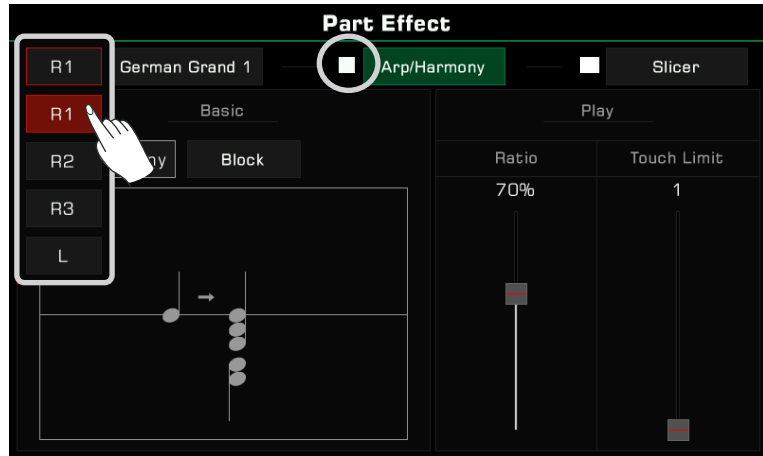 Part Effect
R1 German Grand 1 Arp/Harmony Slicer
R1 Basic Play
R2 Block Ratio Touch Limit
70% 1
R3
L